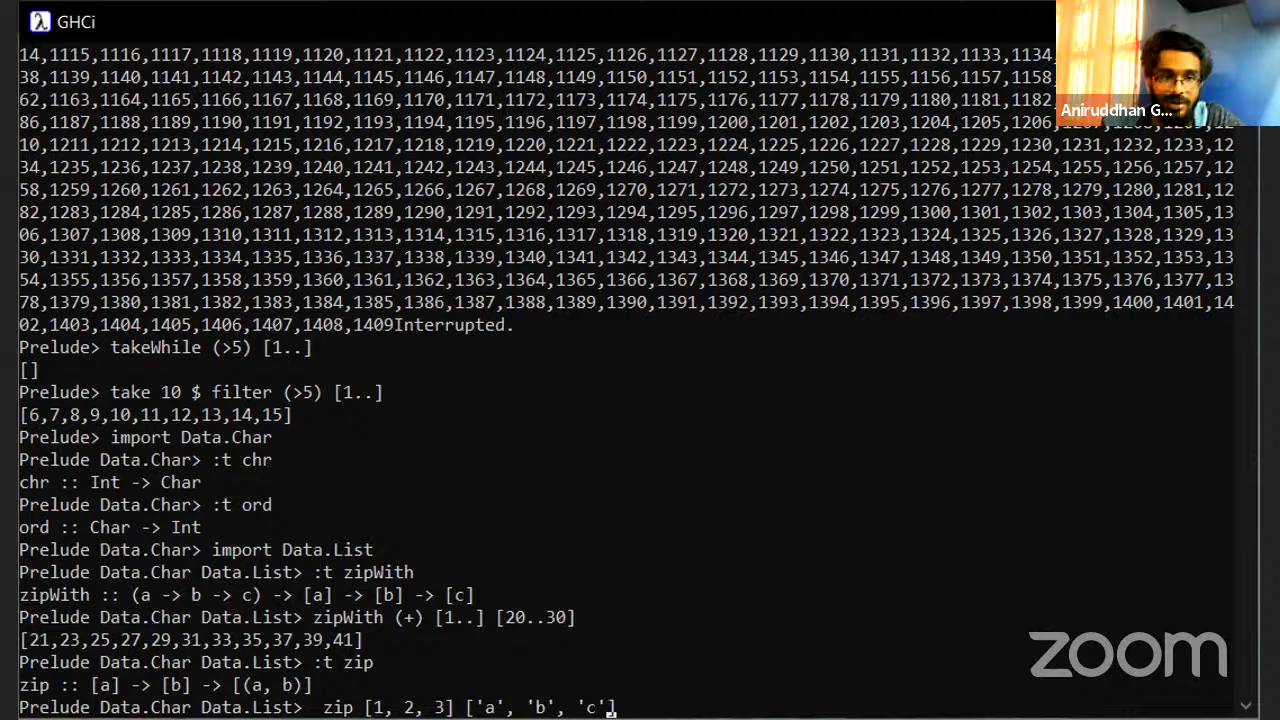 GHCi
14,1115,1116,1117,1118,1119,1120,1121,1122,1123,1124,1125,1126,1127,1128,1129,1130,1131,1132,1133,1134,
38,1139,1140,1141,1142,1143,1144,1145,1146,1147,1148,1149,1150,1151,1152,1153,1154,1155,1156,1157,1158,
62,1163,1164,1165,1166,1167,1168,1169,1170,1171,1172,1173,1174,1175,1176,1177,1178,1179,1180,1181,1182
Aniruddhan G...
86,1187,1188,1189,1190,1191,1192,1193,1194,1195,1196,1197,1198,1199,1200,1201,1202,1203,1204,1205,1206,
10,1211,1212,1213,1214,1215,1216,1217,1218,1219,1220,1221,1222,1223,1224,1225,1226,1227,1228,1229,1230,1231,1232,1233,12
34,1235,1236,1237,1238,1239,1240,1241,1242,1243,1244,1245,1246,1247,1248,1249,1250,1251,1252,1253,1254,1255,1256,1257,12
58,1259,1260,1261,1262,1263,1264,1265,1266,1267,1268,1269,1270,1271,1272,1273,1274,1275,1276,1277,1278,1279,1280,1281,12
82,1283,1284,1285,1286,1287,1288,1289,1290,1291,1292,1293,1294,1295,1296,1297,1298,1299,1300,1301,1302,1303,1304,1305,13
06,1307,1308,1309,1310,1311,1312,1313,1314,1315,1316,1317,1318,1319,1320,1321,1322,1323,1324,1325,1326,1327,1328,1329,13
30,1331,1332,1333,1334,1335,1336,1337,1338,1339,1340,1341,1342,1343,1344,1345,1346,1347,1348,1349,1350,1351,1352,1353,13
54,1355,1356,1357,1358,1359,1360,1361,1362,1363,1364,1365,1366,1367,1368,1369,1370,1371,1372,1373,1374,1375,1376,1377,13
78,1379,1380,1381,1382,1383,1384,1385,1386,1387,1388,1389,1390,1391,1392,1393,1394,1395,1396,1397,1398,1399,1400,1401,14
02,1403,1404,1405,1406,1407,1408,1409Interrupted.
Prelude> takeWhile (>5) [1..]
[]
Prelude> take 10 $ filter (>5) [1..]
[6,7,8,9,10,11,12,13,14,15]
Prelude> import Data.Char
Prelude Data.Char> :t chr
chr :: Int -> Char
Prelude Data.Char> :t ord
ord :: Char -> Int
Prelude Data.Char> import Data.List
Prelude Data.Char Data.List> :t zipWith
zipWith :: (a -> b -> c) -> [a] -> [b] -> [c]
Prelude Data.Char Data.List> zipWith (+) [1..] [20..30]
[21,23,25,27,29,31,33,35,37,39,41]
Prelude Data.Char Data.List> :t zip
zip :: [a] -> [b] -> [(a, b)]
Prelude Data.Char Data.List>  zip [1, 2, 3] ['a', 'b', 'c']
zoom